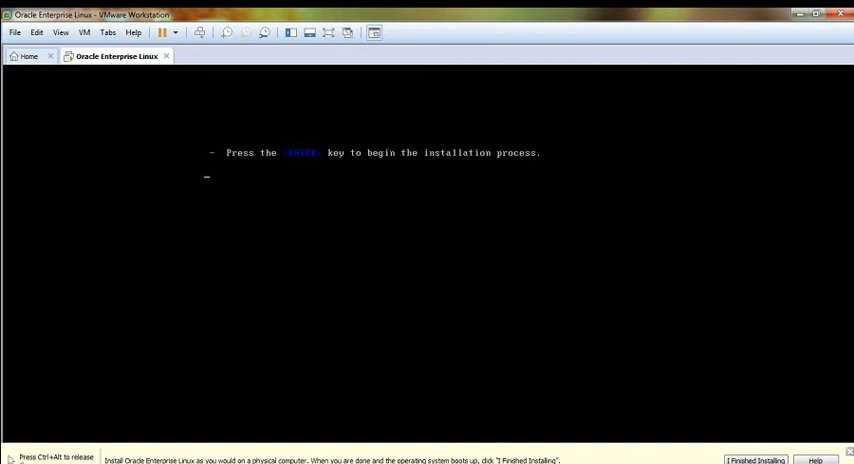 Oracle Enterprise Linux - VMware Workstation
File Edit View VM Tabs Help
Home Oracle Enterprise Linux
- Press the <ENTER> key to begin the installation process.
Press Ctrl+Alt to release
Install Oracle Enterprise Linux as you would on a physical computer. When you are done and the operating system boots up, click "I Finished Installing".
I Finished Installing Help